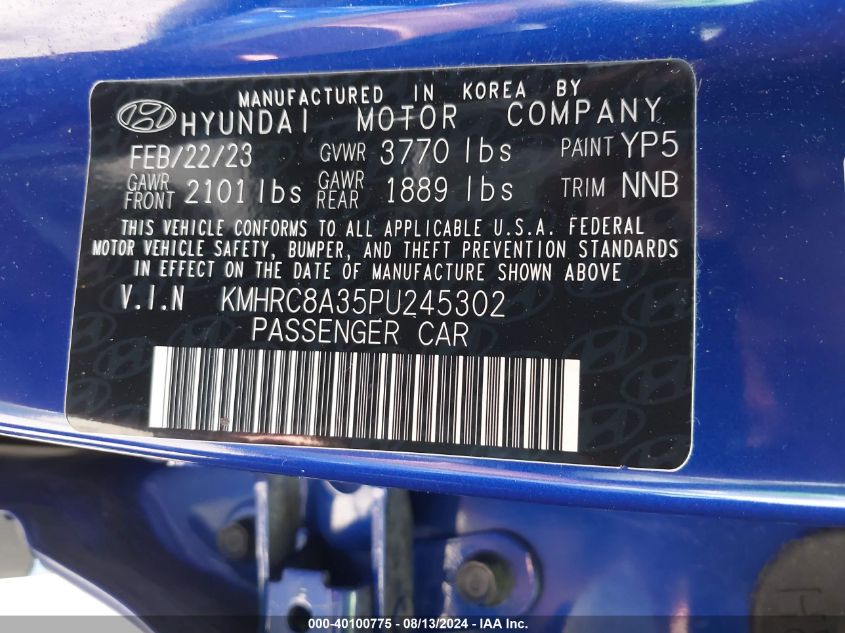 MANUFACTURED IN KOREA BY
HYUNDAI MOTOR COMPANY
FEB/22/23 GVWR 3770 lbs PAINT YP5
GAWR FRONT 2101 lbs GAWR REAR 1889 lbs TRIM NNB
THIS VEHICLE CONFORMS TO ALL APPLICABLE U.S.A. FEDERAL
MOTOR VEHICLE SAFETY, BUMPER, AND THEFT PREVENTION STANDARDS
IN EFFECT ON THE DATE OF MANUFACTURE SHOWN ABOVE.
V.I.N KMHRC8A35PU245302
PASSENGER CAR
000-40100775 - 08/13/2024 - IAA Inc.